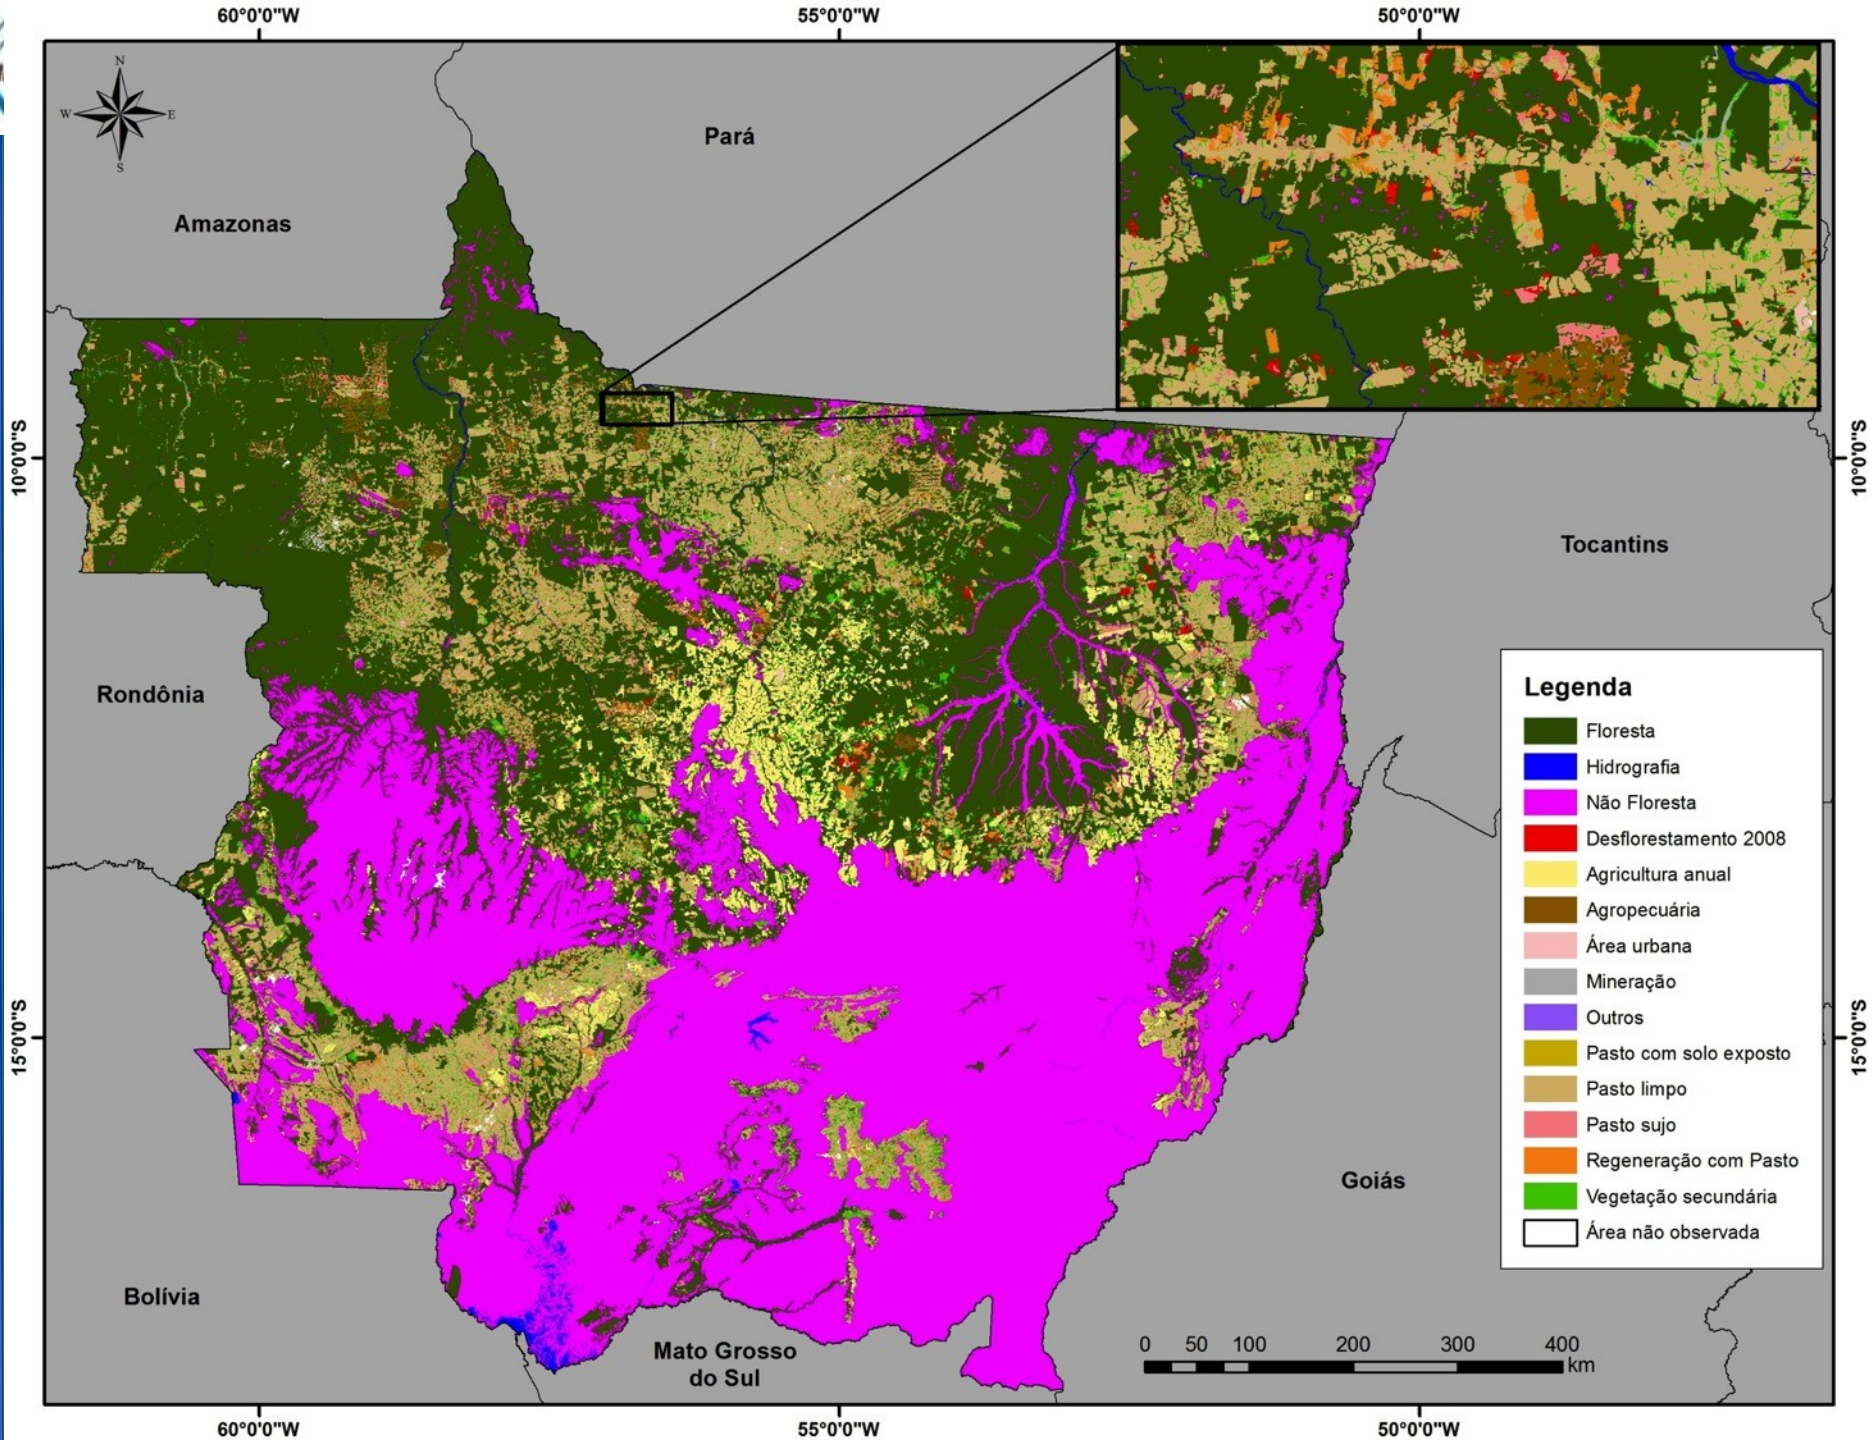 60°0'0"W
55°0'0"W
50°0'0"W
N
W
E
S
Pará
Amazonas
10°0'0"S
10°0'0"S
Tocantins
Rondônia
Legenda
Floresta
Hidrografia
Não Floresta
Desflorestamento 2008
Agricultura anual
Agropecuária
Área urbana
Mineração
Outros
Pasto com solo exposto
Pasto limpo
Pasto sujo
Regeneração com Pasto
Vegetação secundária
Área não observada
15°0'0"S
15°0'0"S
Goiás
Bolívia
Mato Grosso
do Sul
0 50 100 200 300 400
km
60°0'0"W
55°0'0"W
50°0'0"W